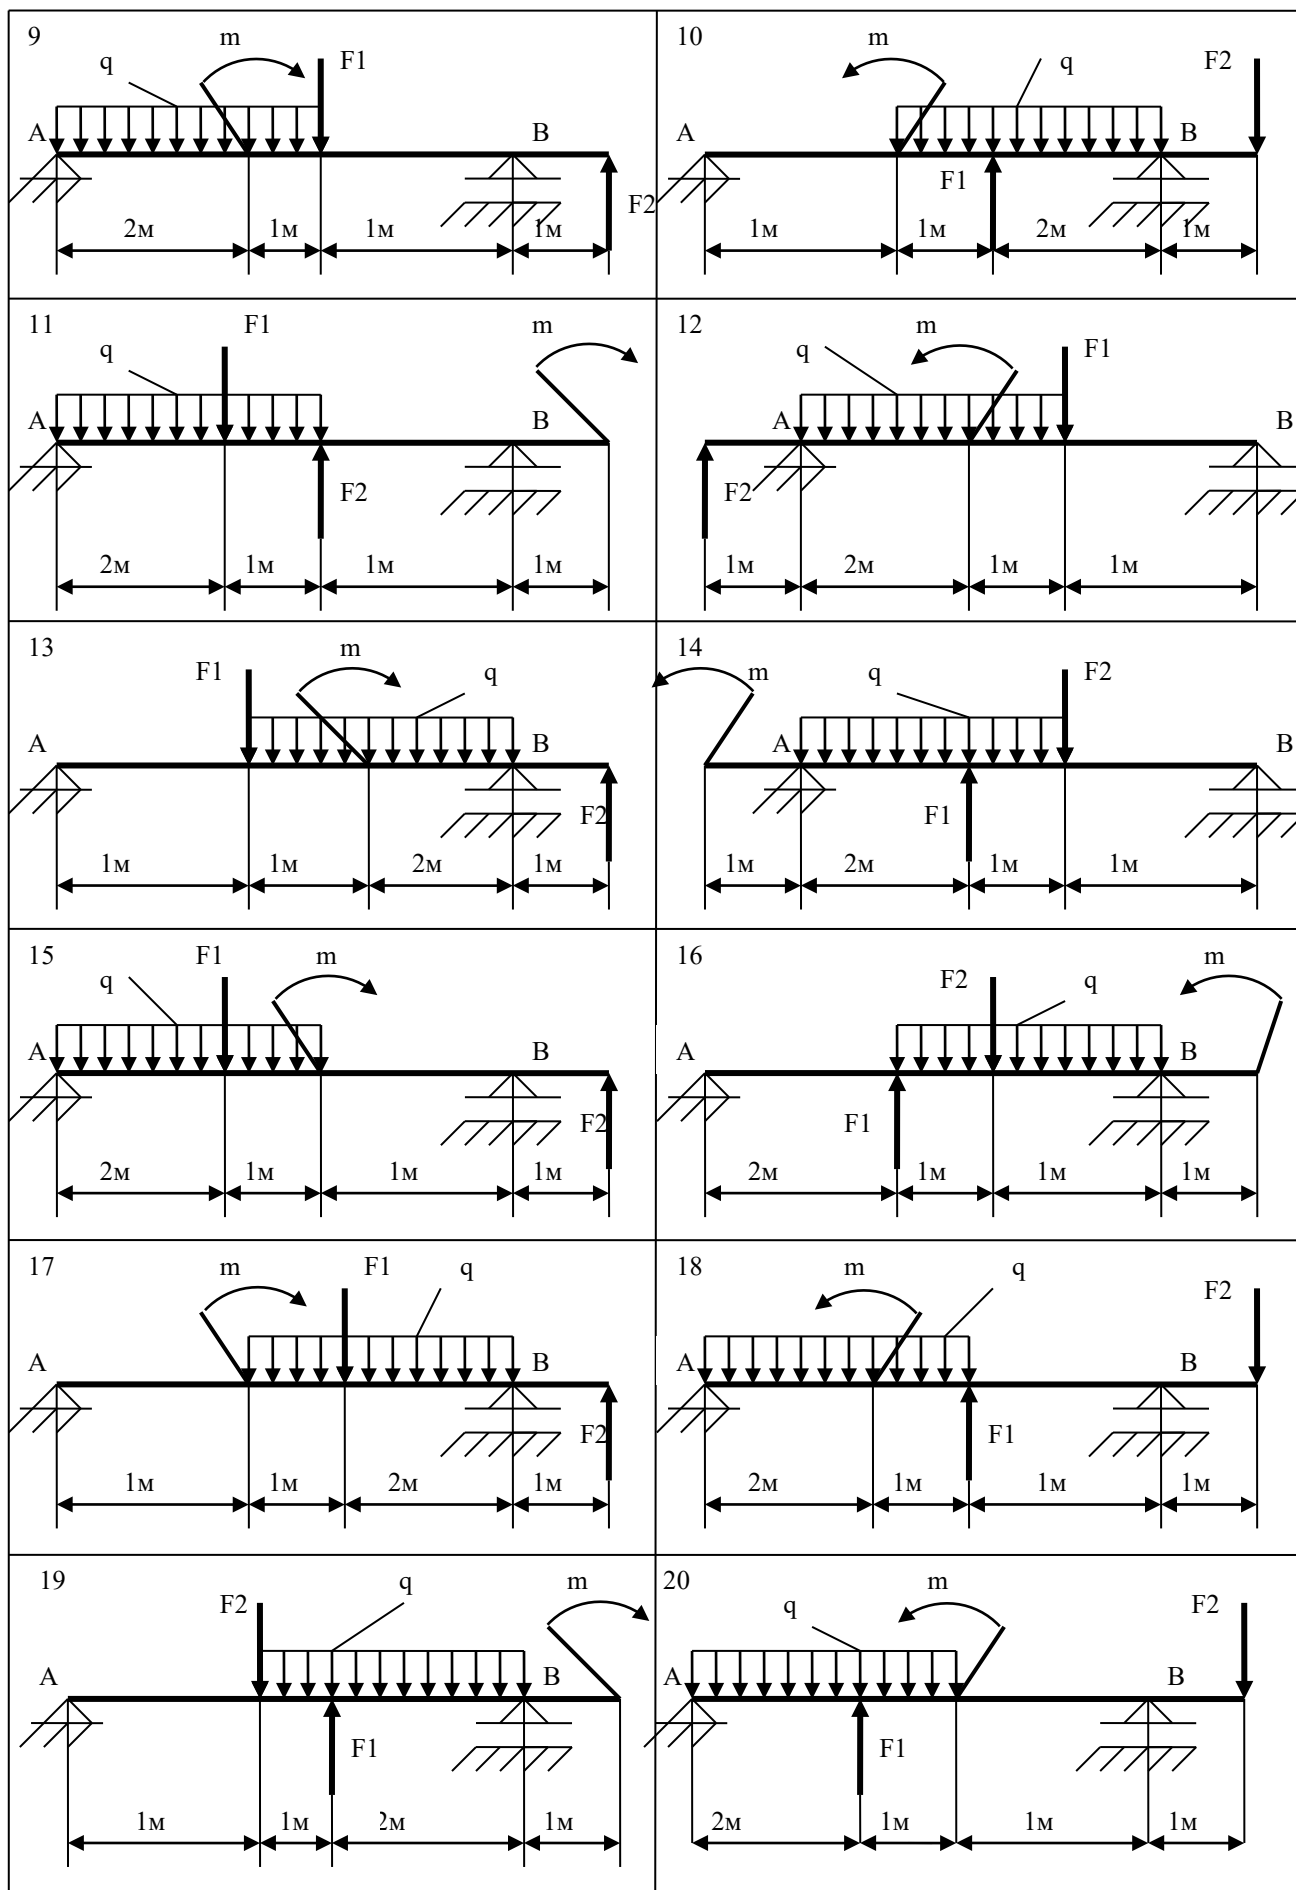 9 m F1 10 m q F2
q
A B A B
F1
F2
2м 1м 1м 1м 1м 1м 2м 1м
11 F1 m 12 m F1
q q
A B A B
F2 F2
2м 1м 1м 1м 1м 2м 1м 1м
13 F1 m q 14 m q F2
A B A B
F2 F1
1м 1м 2м 1м 1м 2м 1м 1м
15 F1 m 16 F2 q m
q
A B A B
F2 F1
2м 1м 1м 1м 2м 1м 1м 1м
17 m F1 q 18 m q F2
A B A B
F2 F1
1м 1м 2м 1м 2м 1м 1м 1м
19 F2 q m 20 q m F2
A B A B
F1 F1
1м 1м 2м 1м 2м 1м 1м 1м